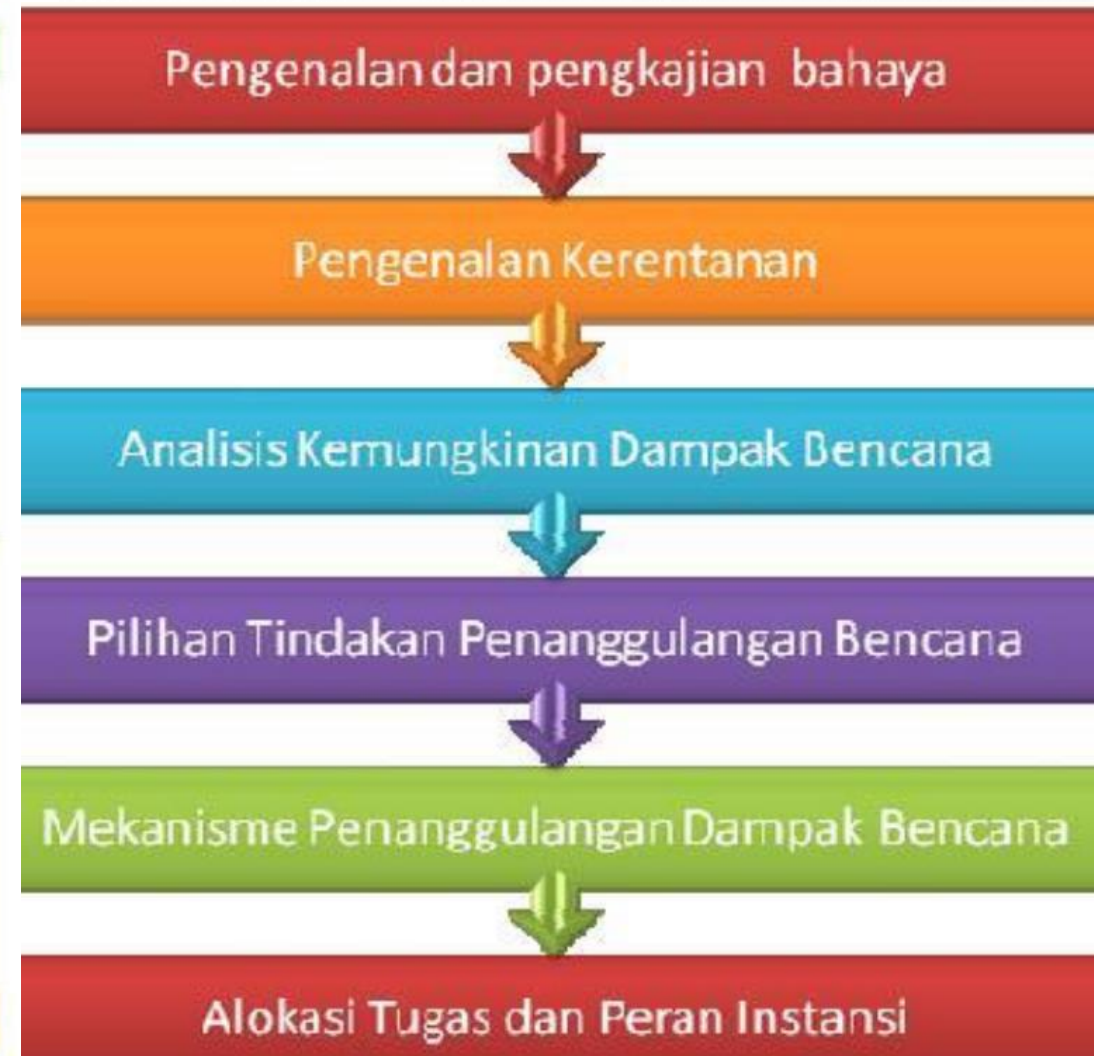 Pengenalan dan pengkajian bahaya
Pengenalan Kerentanan
Analisis Kemungkinan Dampak Bencana
Pilihan Tindakan Penanggulangan Bencana
Mekanisme Penanggulangan Dampak Bencana
Alokasi Tugas dan Peran Instansi